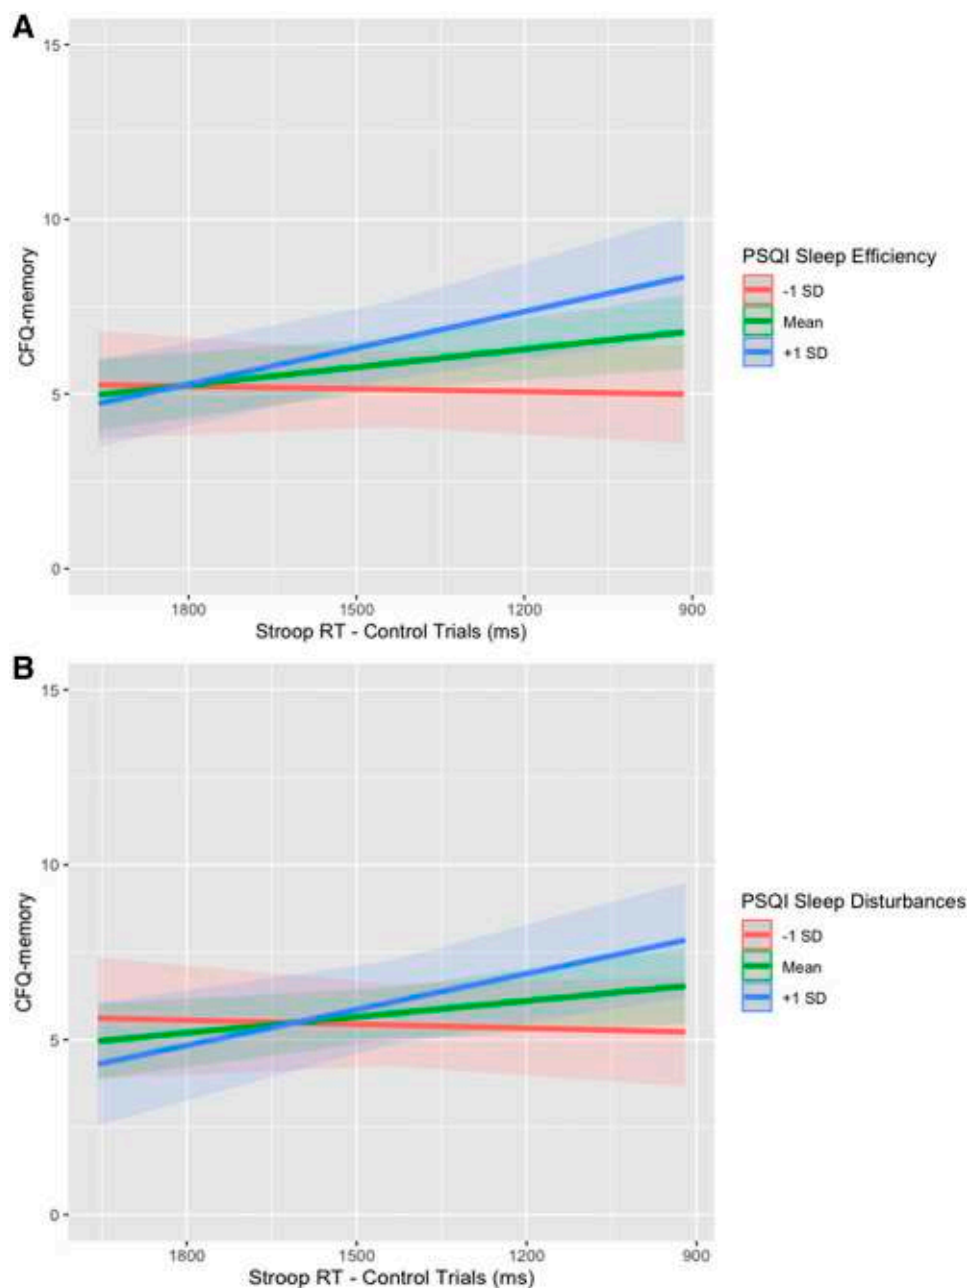 A
15
10
5
0
CFQ-memory
1800 1500 1200 900
Stroop RT - Control Trials (ms)
PSQI Sleep Efficiency
-1 SD
Mean
+1 SD
B
15
10
5
0
CFQ-memory
1800 1500 1200 900
Stroop RT - Control Trials (ms)
PSQI Sleep Disturbances
-1 SD
Mean
+1 SD